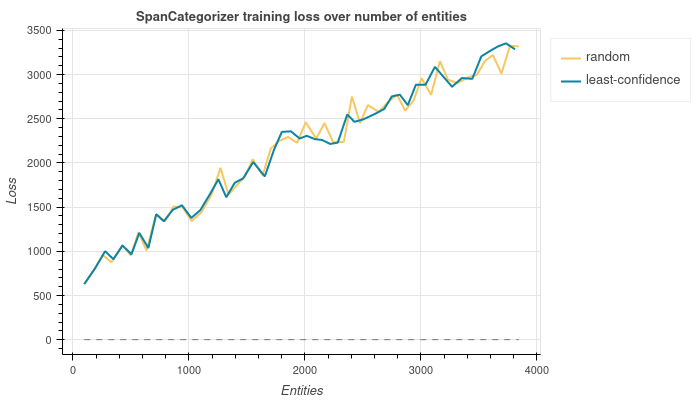 SpanCategorizer training loss over number of entities
3500
3000
2500
2000
1500
1000
500
0
Loss
0 1000 2000 3000 4000
Entities
random
least-confidence